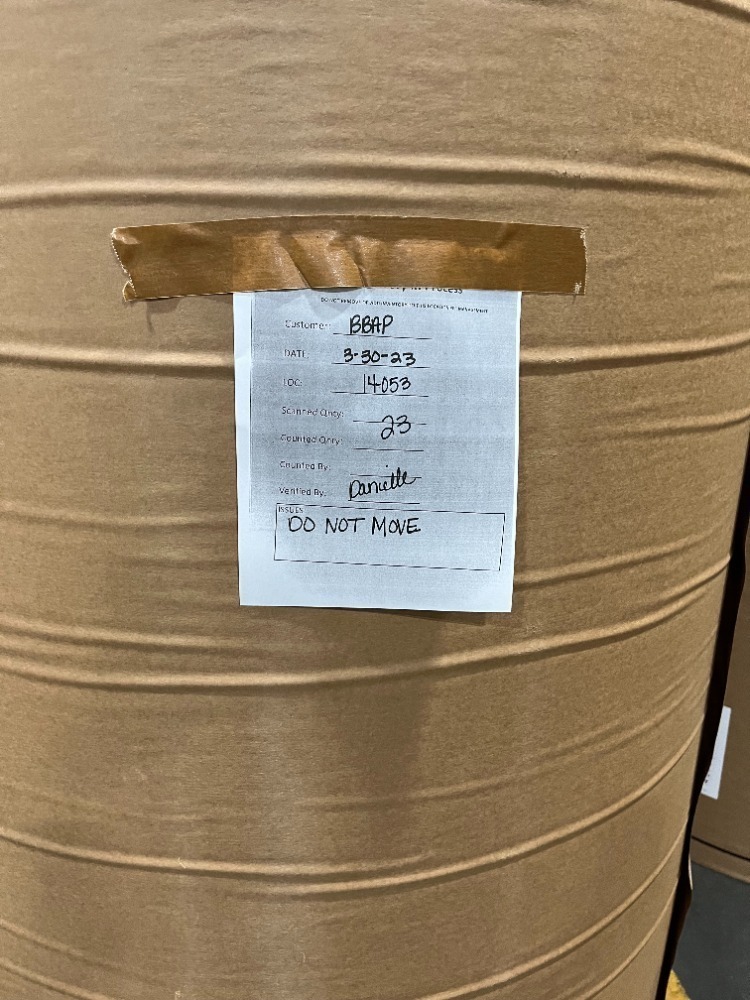 Customer: BBAP
DATE: 3-30-23
LOC: 14053
Scanned Qnty:
23
Counted Qnty:
Counted By:
Verified By: Danielle
ISSUES
DO NOT MOVE